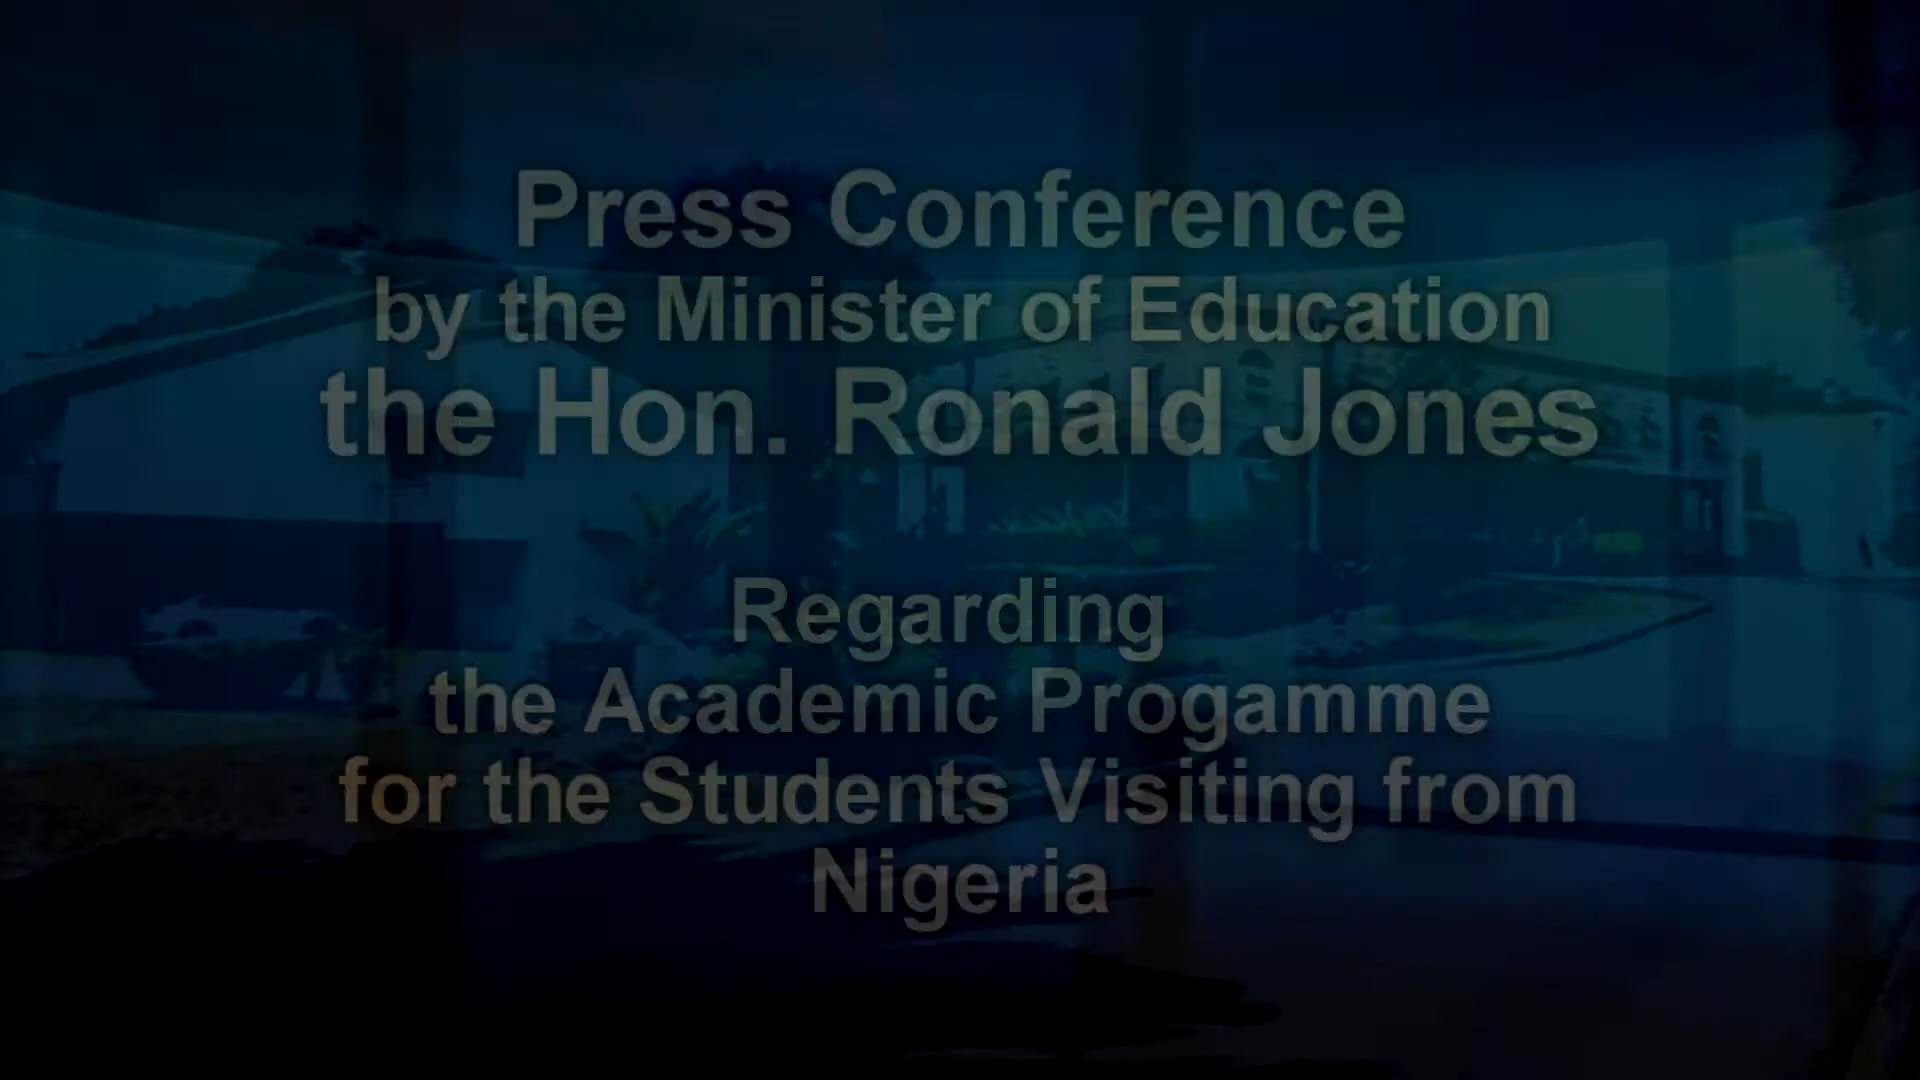 Press Conference
by the Minister of Education
the Hon. Ronald Jones
Regarding
the Academic Progamme
for the Students Visiting from
Nigeria